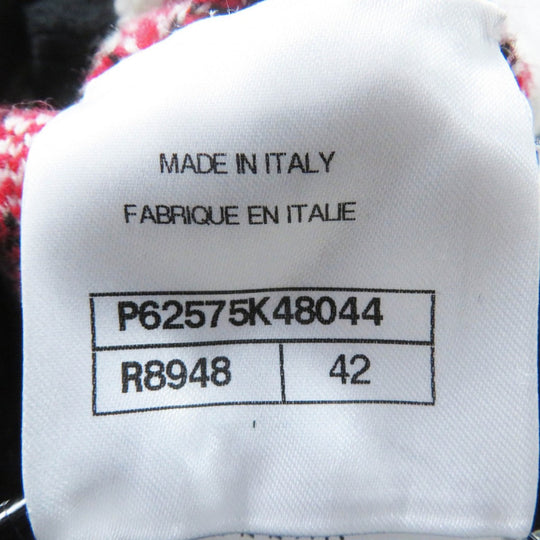 MADE IN ITALY
FABRIQUE EN ITALIE
P62575K48044
R8948 42